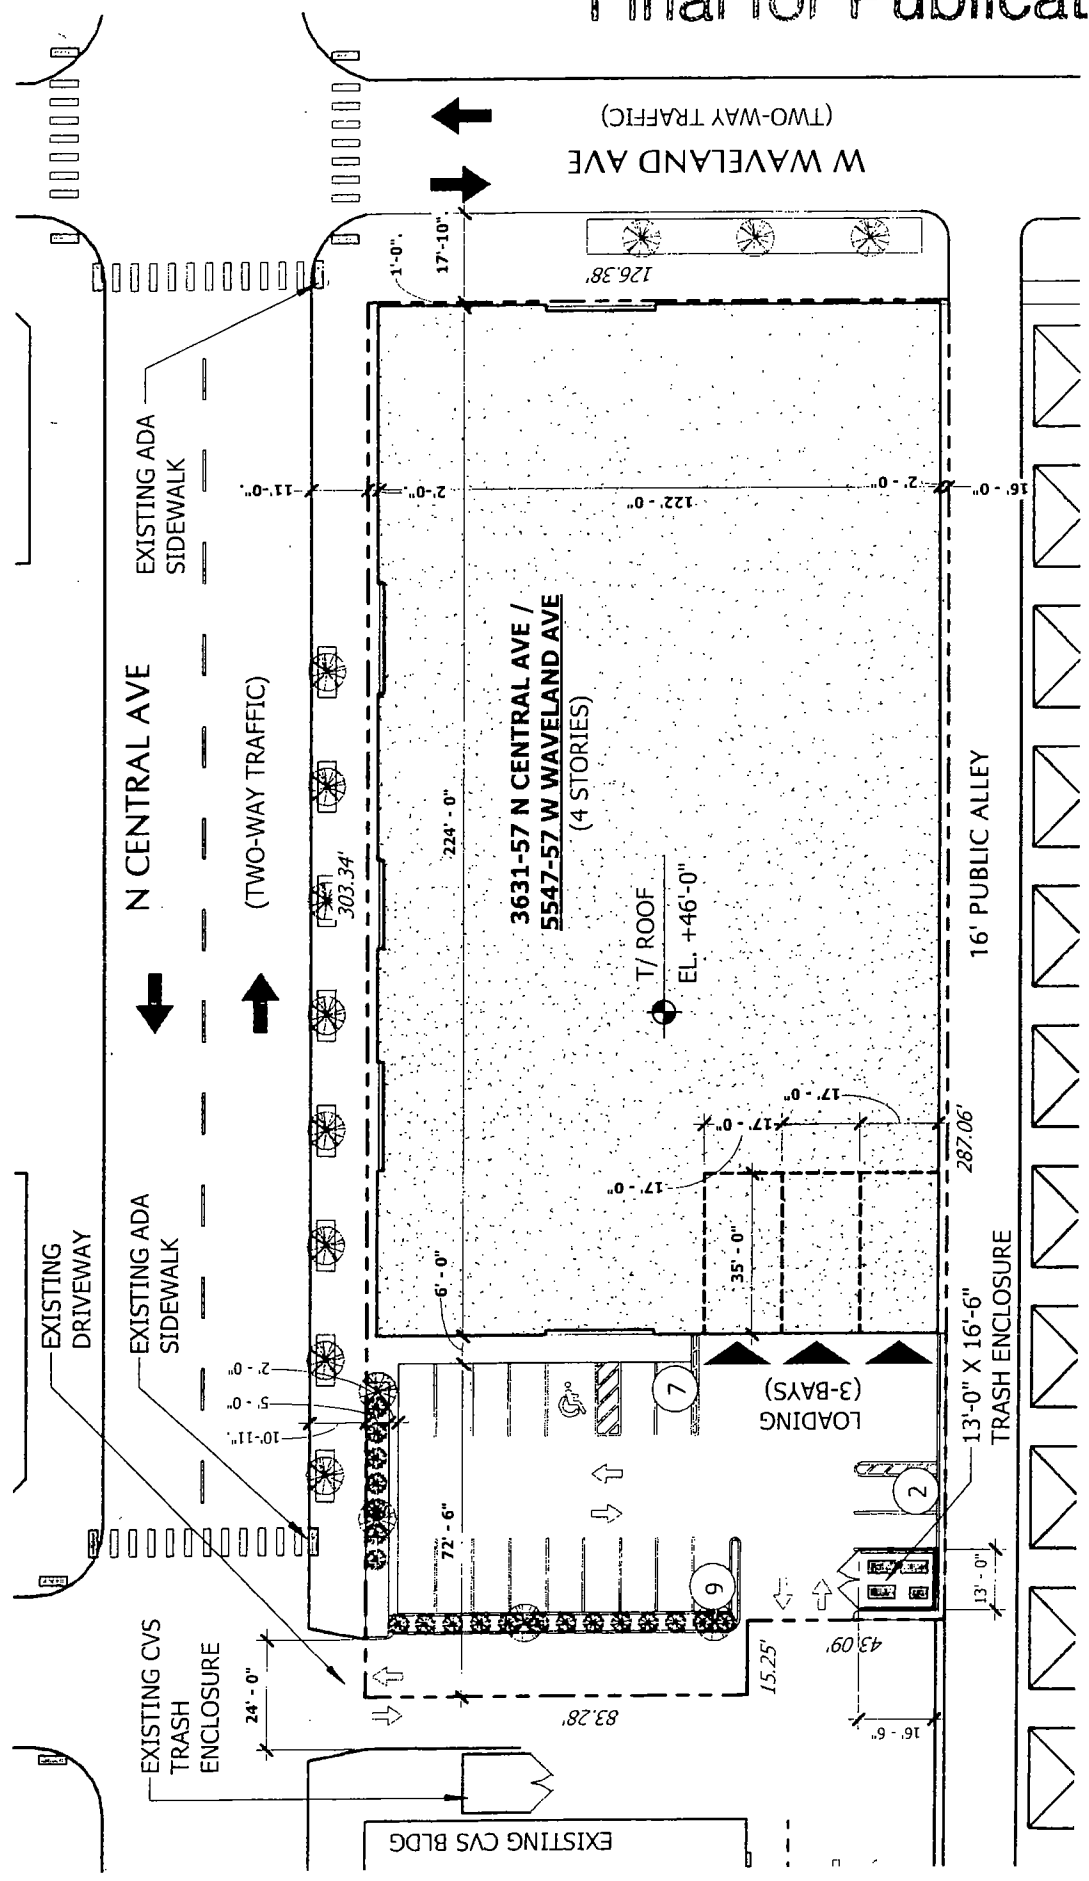 Final for Publicat
W WAVELAND AVE
(TWO-WAY TRAFFIC)
EXISTING ADA
SIDEWALK
N CENTRAL AVE
(TWO-WAY TRAFFIC)
1'-0".
17'-10".
126.38'
11'-0".
2'-0".
122' - 0"
2' - 0"
16' - 0"
303.34'
224' - 0"
3631-57 N CENTRAL AVE /
5547-57 W WAVELAND AVE
(4 STORIES)
T/ ROOF
EL. +46'-0"
16' PUBLIC ALLEY
17' - 0"
17' - 0"
17' - 0"
35' - 0"
287.06'
EXISTING
DRIVEWAY
EXISTING ADA
SIDEWALK
6' - 0"
2' - 0"
5' - 0"
10'-11".
7
LOADING
(3-BAYS)
13'-0" X 16'-6"
TRASH ENCLOSURE
72' - 6"
2
9
13' - 0"
EXISTING CVS
TRASH
ENCLOSURE
24' - 0"
15.25'
43.09'
83.28'
16' - 6"
EXISTING CVS BLDG